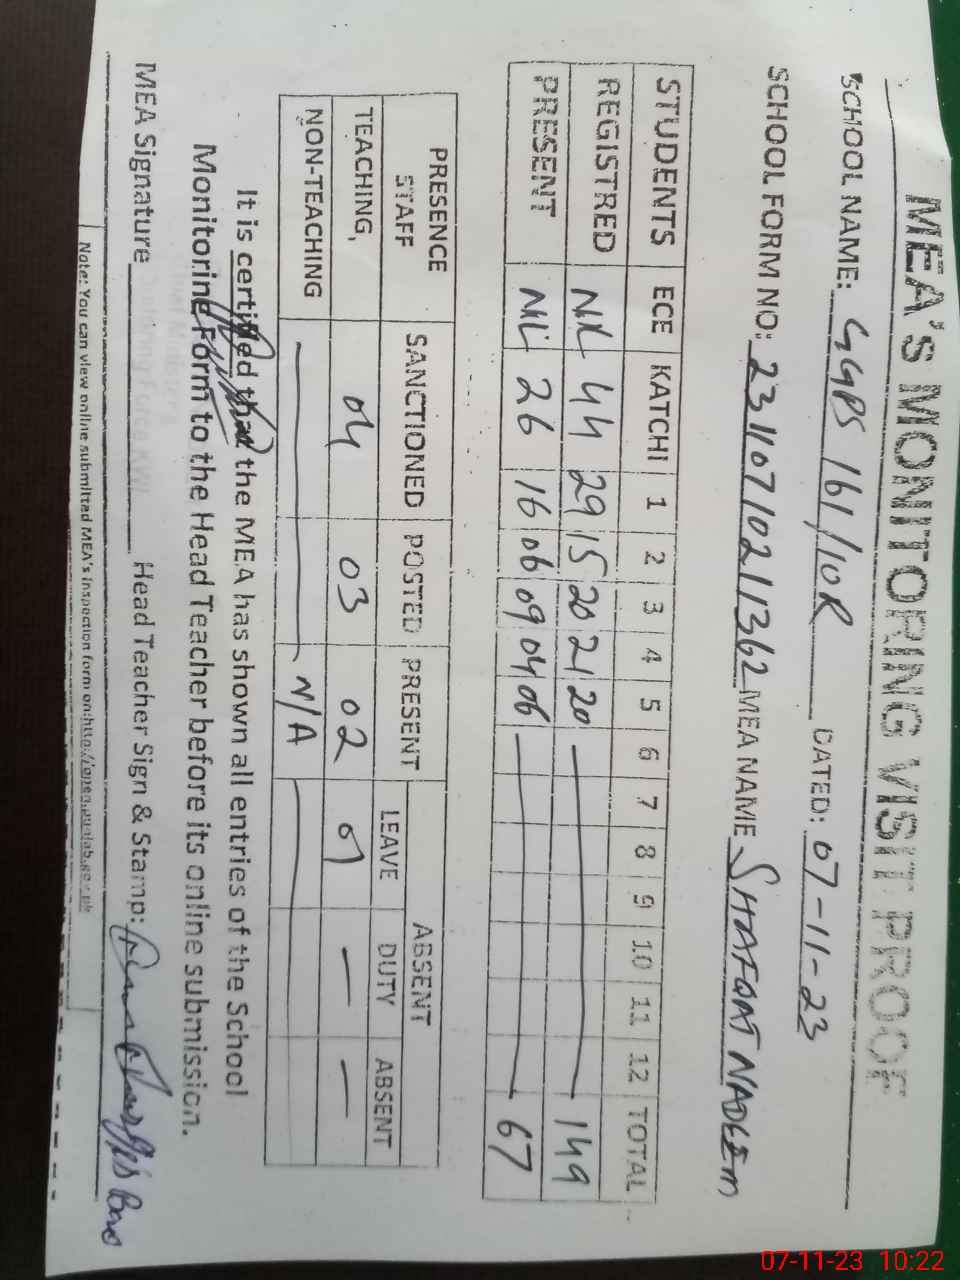 MEA'S MONITORING VISIT PROOF
SCHOOL NAME: GGPS 161/10R DATED: 07-11-23
SCHOOL FORM NO: 23110710211362 MEA NAME SHAFQAT NADEEM
STUDENTS ECE KATCHI 1 2 3 4 5 6 7 8 9 10 11 12 TOTAL
REGISTRED NIL 44 29 15 20 21 20 149
PRESENT NIL 26 16 06 09 04 06 67
PRESENCE STAFF SANCTIONED POSTED PRESENT ABSENT
LEAVE DUTY ABSENT
TEACHING, 04 03 02 01 — —
NON-TEACHING N/A
It is certified that the MEA has shown all entries of the School
Monitoring Form to the Head Teacher before its online submission.
MEA Signature Head Teacher Sign & Stamp:
Note: You can view online submitted MEA's inspection form on:http://open.punjab.gov.pk
07-11-23 10:22